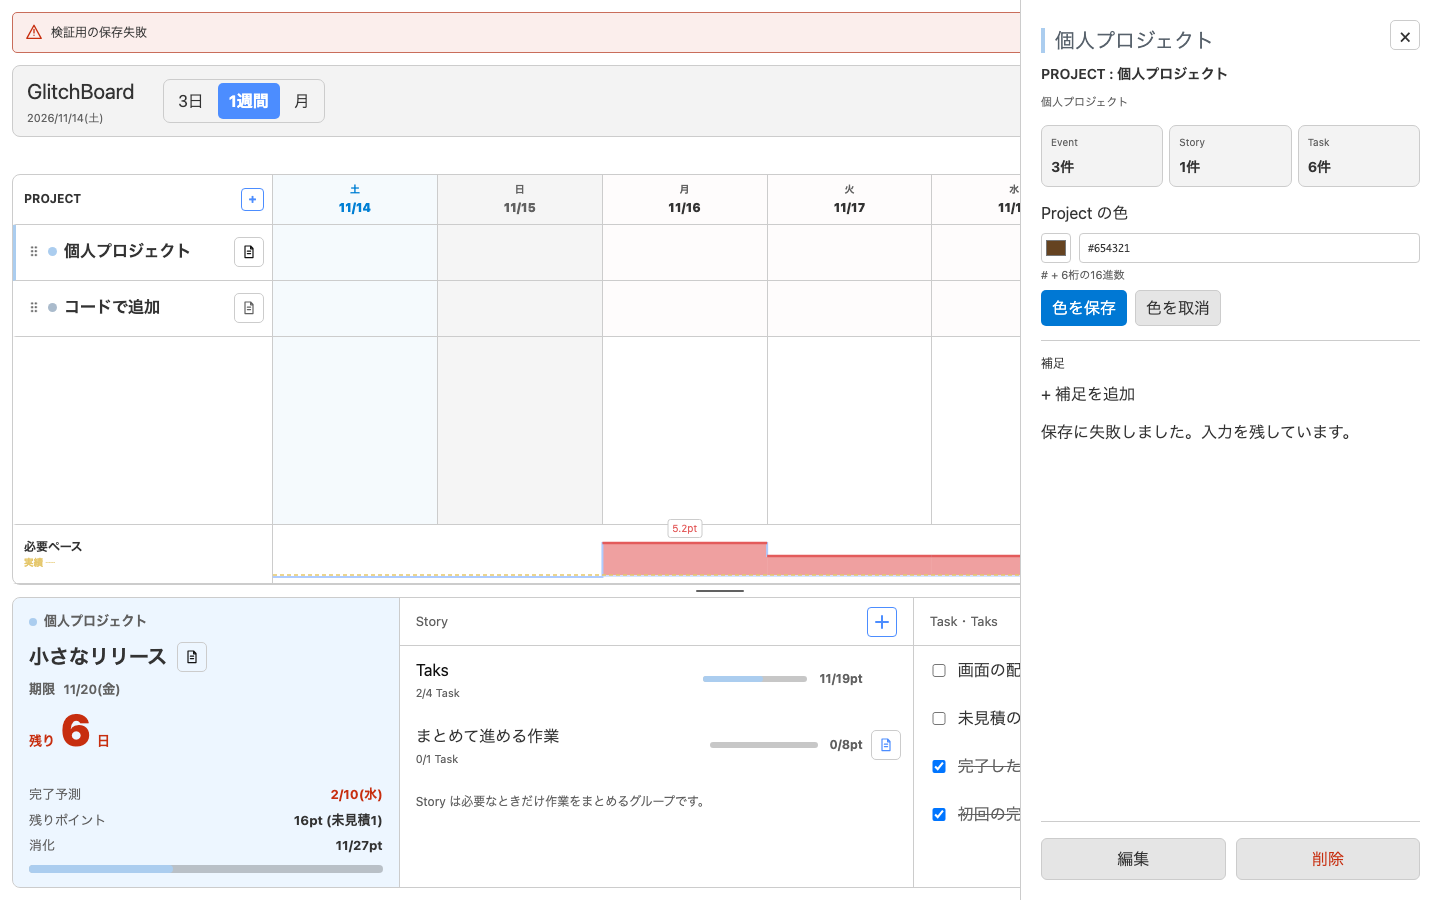 検証用の保存失敗
GlitchBoard
2026/11/14(土)
3日
1週間
月
PROJECT
+
土
11/14
日
11/15
月
11/16
火
11/17
水
個人プロジェクト
コードで追加
必要ペース
実績 —
5.2pt
個人プロジェクト
小さなリリース
期限 11/20(金)
残り 6 日
完了予測
2/10(水)
残りポイント
16pt (未見積1)
消化
11/27pt
Story
Taks
2/4 Task
11/19pt
まとめて進める作業
0/1 Task
0/8pt
Story は必要なときだけ作業をまとめるグループです。
Task・Taks
画面の配
未見積の
完了した
初回の完
個人プロジェクト
PROJECT : 個人プロジェクト
個人プロジェクト
Event
3件
Story
1件
Task
6件
Project の色
#654321
# + 6桁の16進数
色を保存
色を取消
補足
+ 補足を追加
保存に失敗しました。入力を残しています。
編集
削除